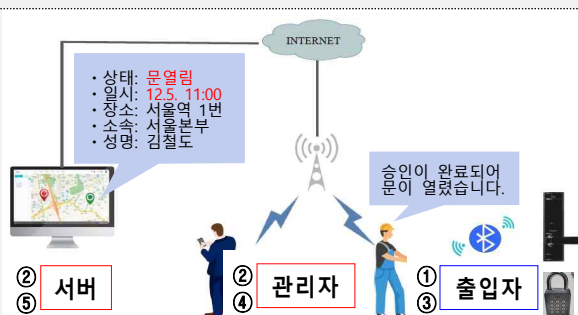 INTERNET
· 상태: 문열림
· 일시: 12.5. 11:00
· 장소: 서울역 1번
· 소속: 서울본부
· 성명: 김철도
승인이 완료되어
문이 열렸습니다.
② 서버
⑤
② 관리자
④
① 출입자
③